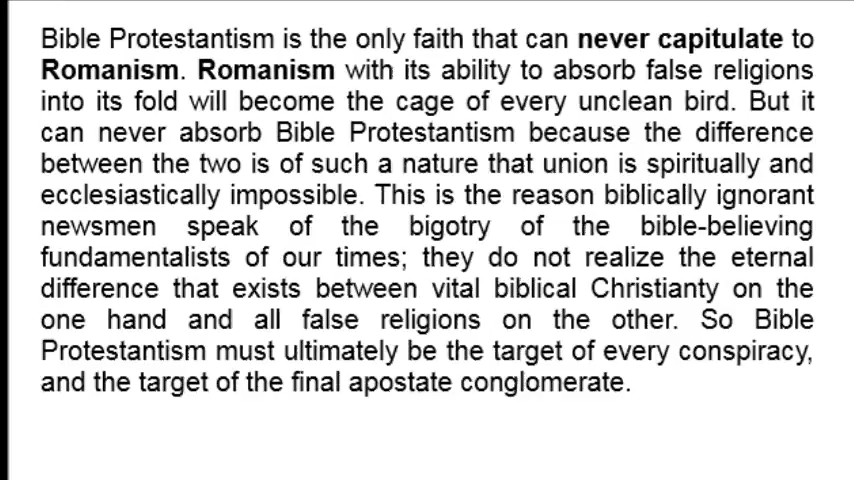 Bible Protestantism is the only faith that can never capitulate to
Romanism. Romanism with its ability to absorb false religions
into its fold will become the cage of every unclean bird. But it
can never absorb Bible Protestantism because the difference
between the two is of such a nature that union is spiritually and
ecclesiastically impossible. This is the reason biblically ignorant
newsmen speak of the bigotry of the bible-believing
fundamentalists of our times; they do not realize the eternal
difference that exists between vital biblical Christianty on the
one hand and all false religions on the other. So Bible
Protestantism must ultimately be the target of every conspiracy,
and the target of the final apostate conglomerate.